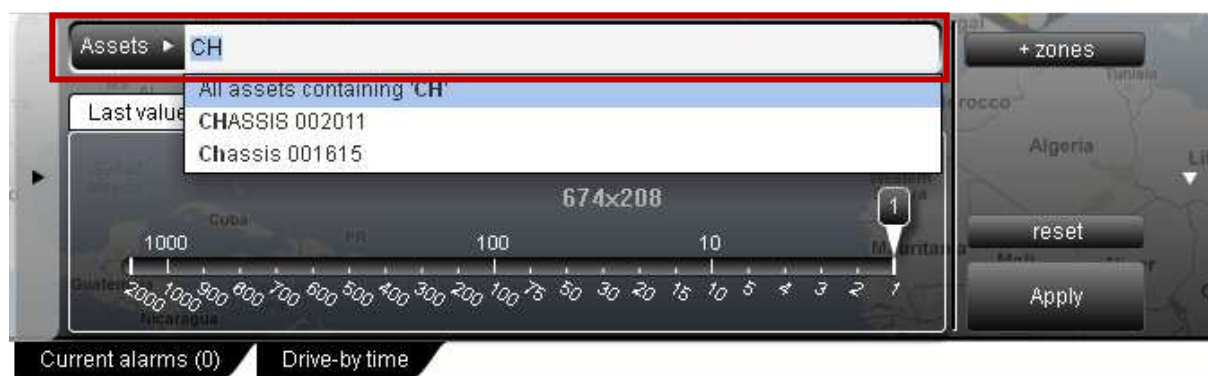 Assets ▸ CH
+ zones
All assets containing 'CH'
Last value
CHASSIS 002011
Chassis 001615
Algeria
674x208
1
Cuba
reset
1000 100 10
2000 1000 900 800 700 600 500 400 300 200 100 75 50 30 20 15 10 5 4 3 2 1
Apply
Nicaragua
Current alarms (0) Drive-by time